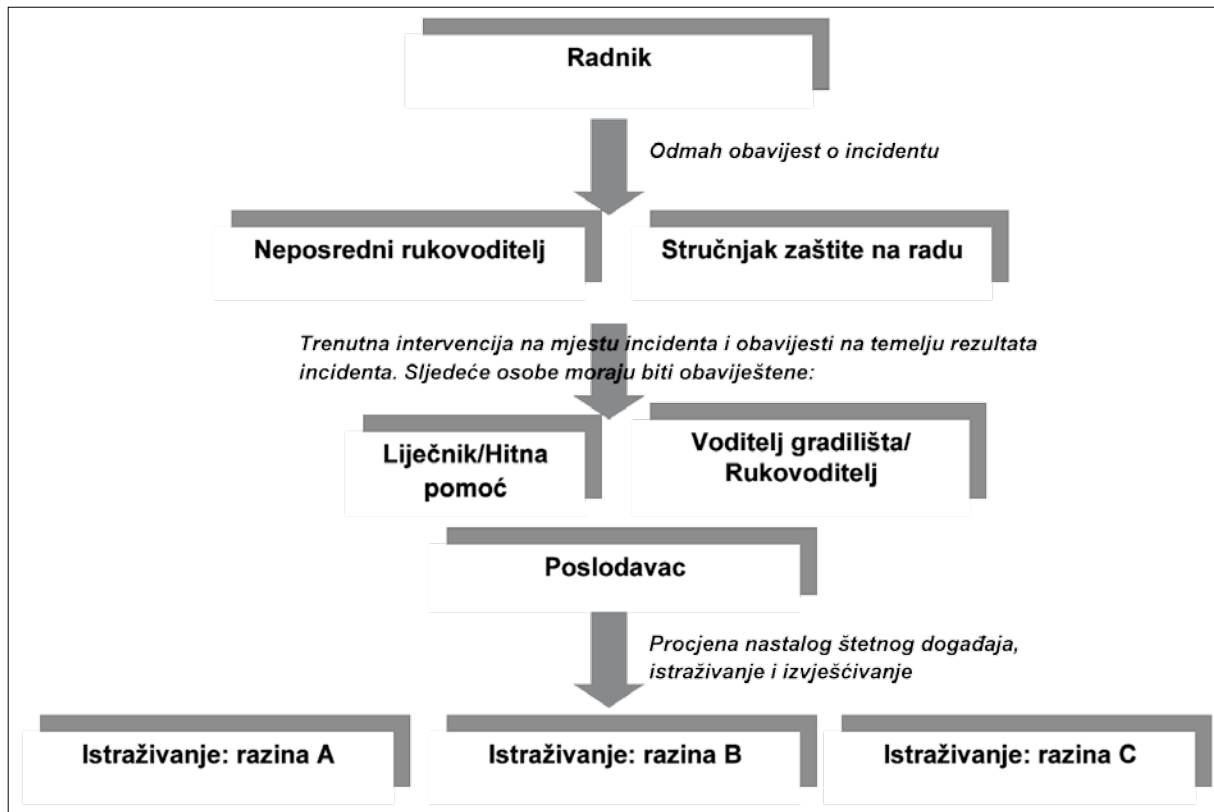 Radnik
Odmah obavijest o incidentu
Neposredni rukovoditelj
Stručnjak zaštite na radu
Trenutna intervencija na mjestu incidenta i obavijesti na temelju rezultata
incidenta. Sljedeće osobe moraju biti obaviještene:
Liječnik/Hitna
pomoć
Voditelj gradilišta/
Rukovoditelj
Poslodavac
Procjena nastalog štetnog događaja,
istraživanje i izvješćivanje
Istraživanje: razina A
Istraživanje: razina B
Istraživanje: razina C